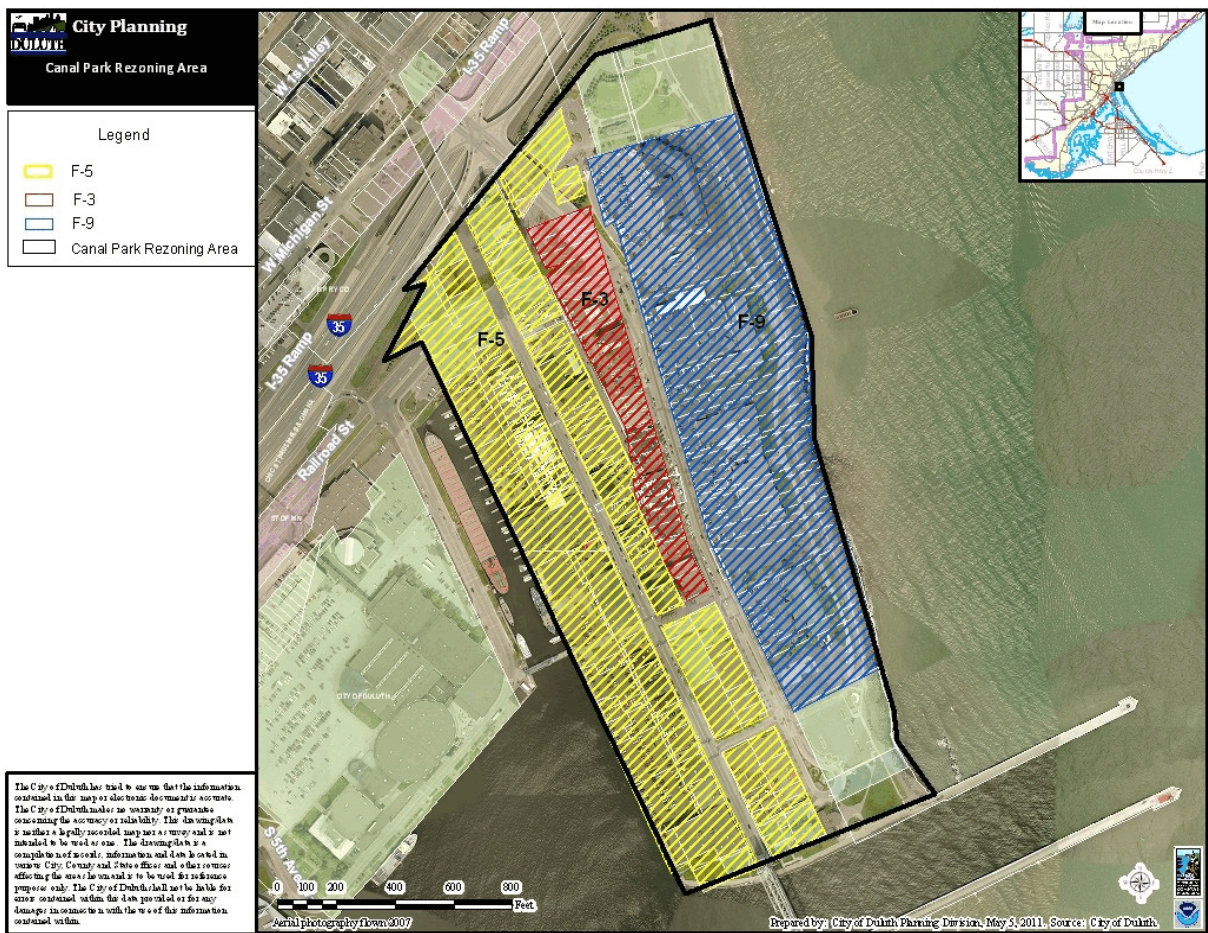 City Planning
DULUTH
Canal Park Rezoning Area
Legend
F-5
F-3
F-9
Canal Park Rezoning Area
The City of Duluth has tried to ensure that the information
contained in this map or electronic document is accurate.
The City of Duluth makes no warranty or guarantee
concerning the accuracy or reliability. This drawing/data
is neither a legally recorded map nor a survey and is not
intended to be used as one. The drawing/data is a
compilation of records, information and data located in
various City, County and State offices and other sources
affecting the area shown and is to be used for reference
purposes only. The City of Duluth shall not be liable for
errors contained within this data provided or for any
damages in connection with the use of this information
contained within.
W 1st Alley
I-35 Ramp
W Michigan St
35
I-35 Ramp
35
Railroad St
ST OF MN
CITY OF DULUTH
S 5th Ave
F-5
F-3
F-9
Map Location
0 100 200 400 600 800
Feet
Aerial photography flown 2007
Prepared by: City of Duluth Planning Division, May 5, 2011. Source: City of Duluth.